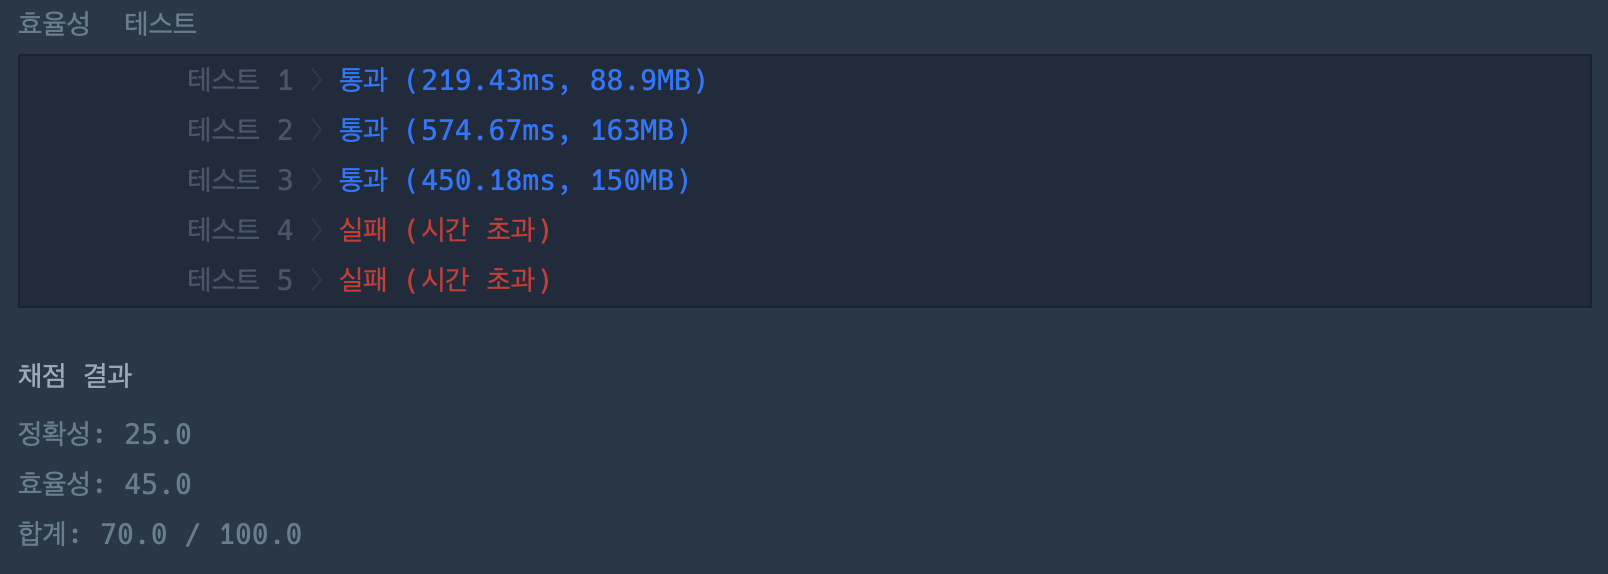 효율성 테스트
테스트 1 〉 통과 (219.43ms, 88.9MB)
테스트 2 〉 통과 (574.67ms, 163MB)
테스트 3 〉 통과 (450.18ms, 150MB)
테스트 4 〉 실패 (시간 초과)
테스트 5 〉 실패 (시간 초과)
채점 결과
정확성: 25.0
효율성: 45.0
합계: 70.0 / 100.0